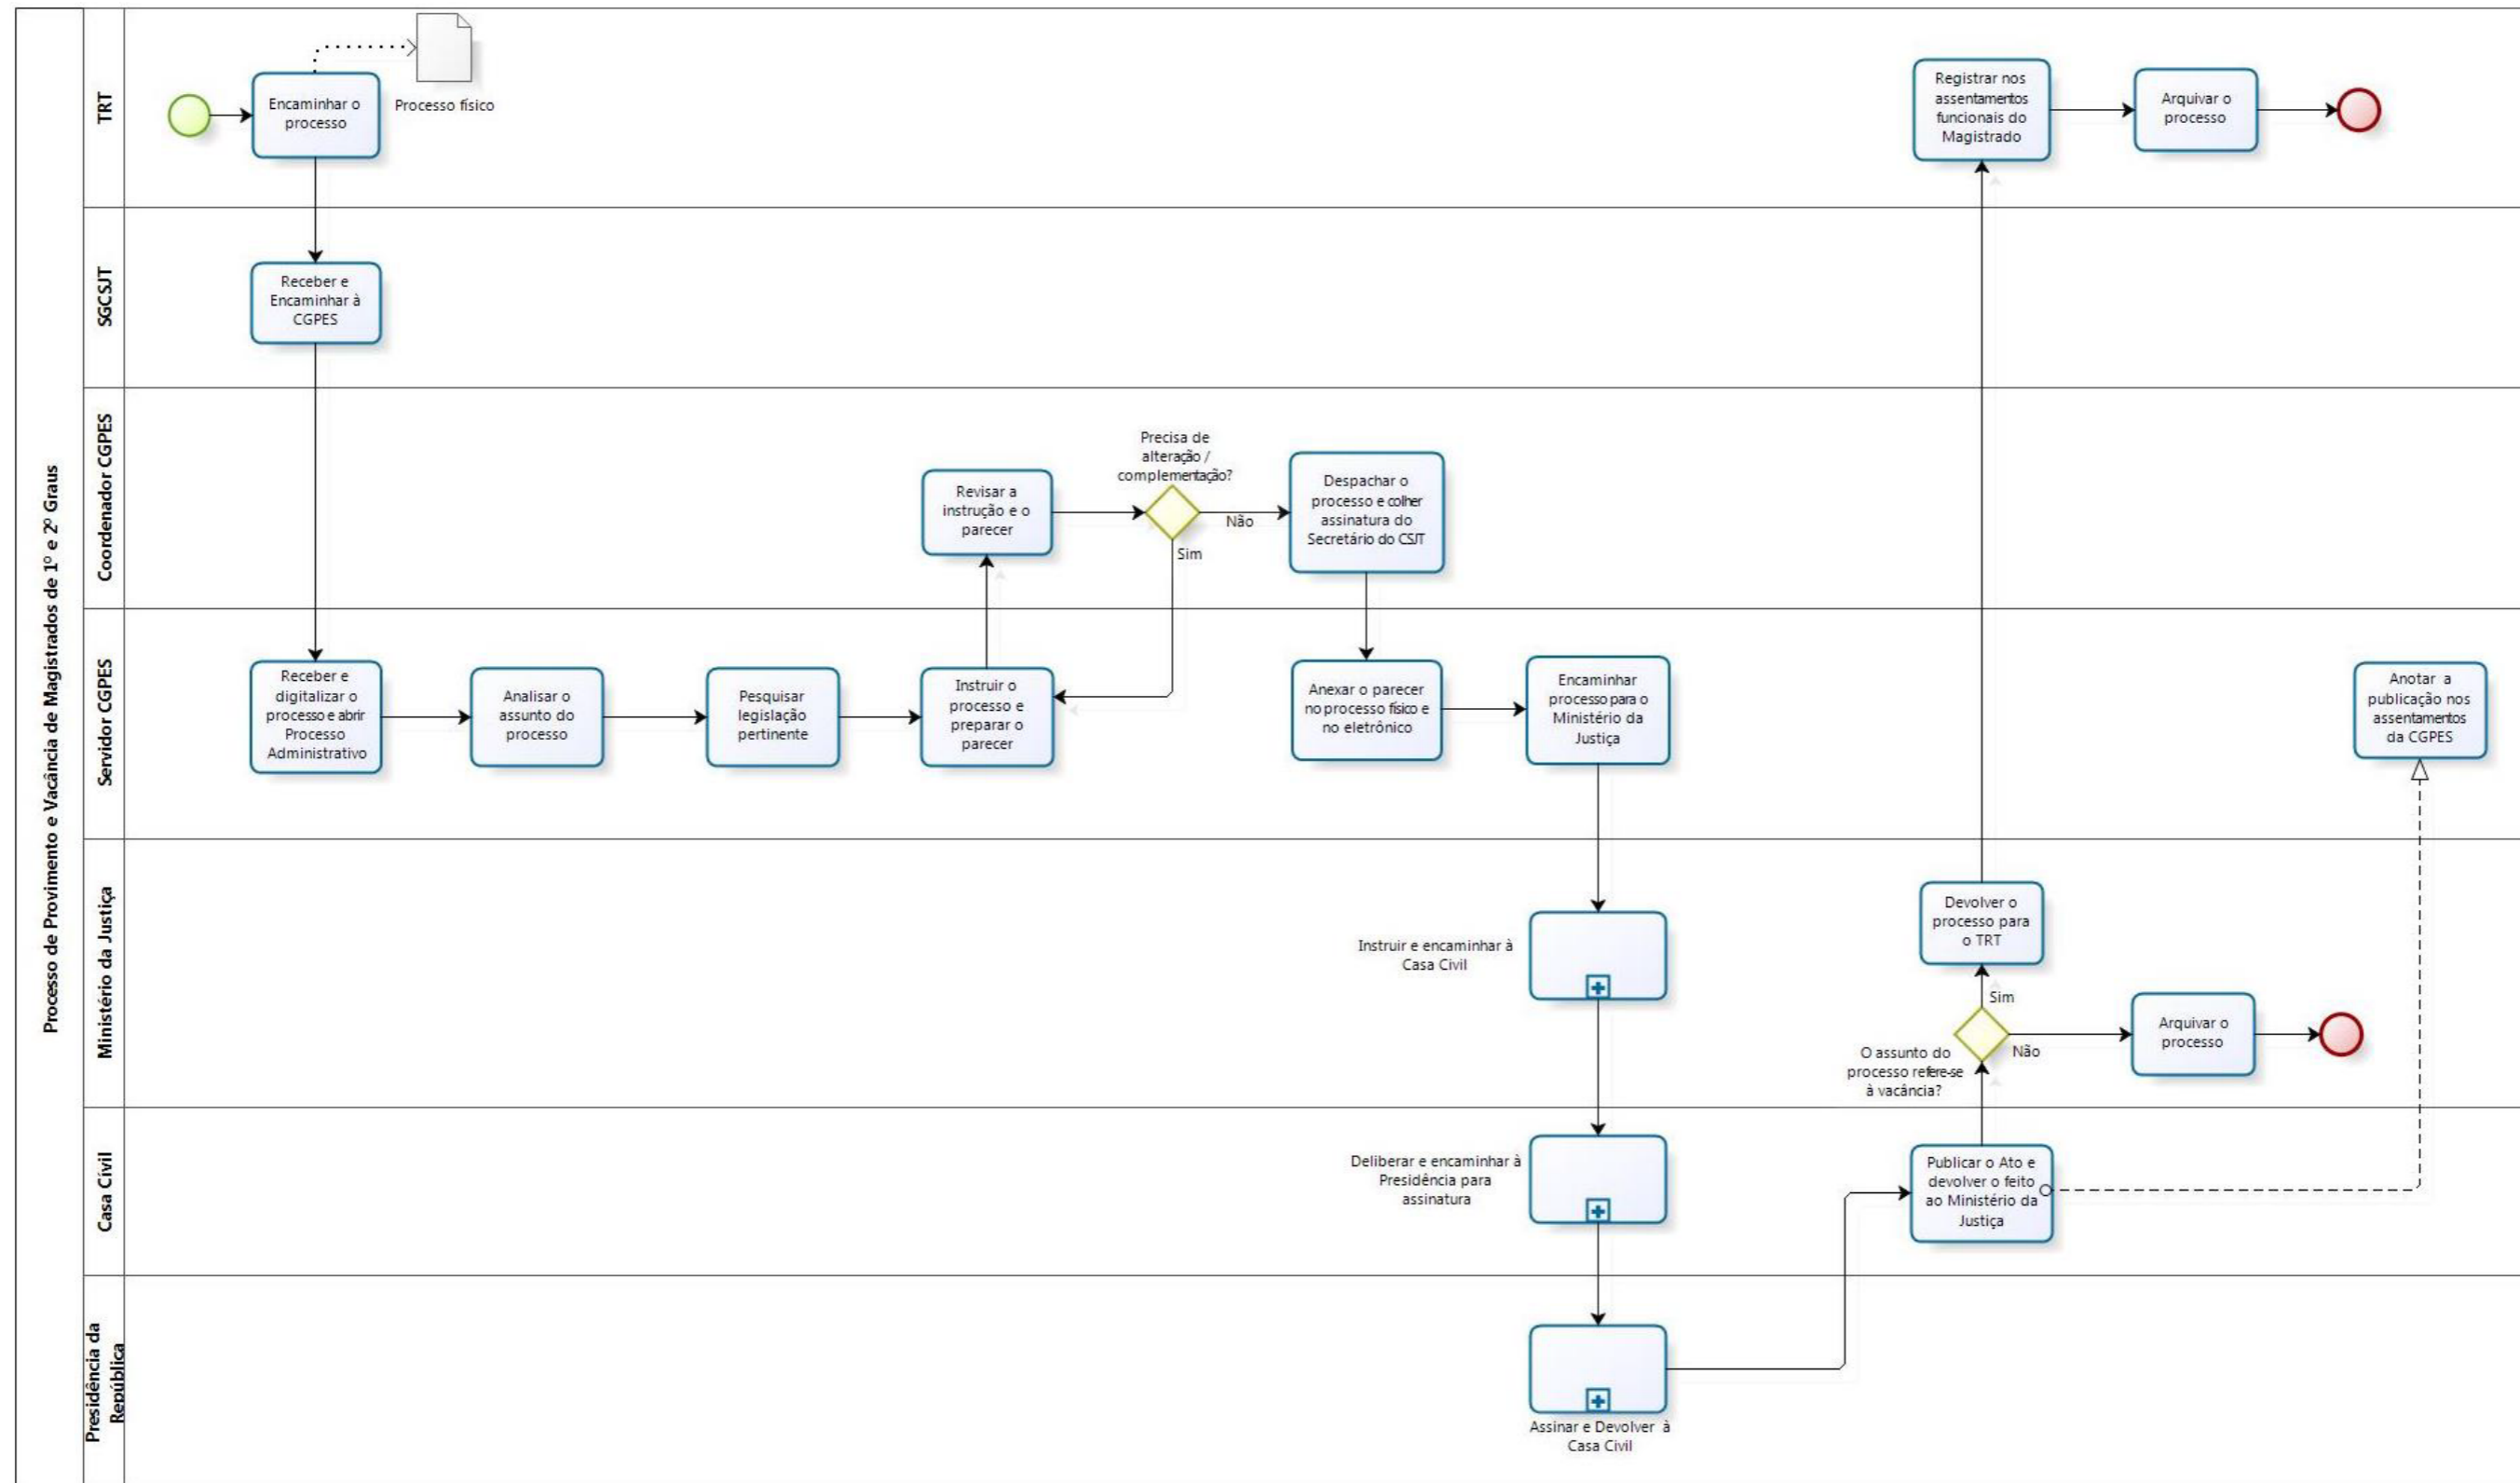 Processo de Provimento e Vacância de Magistrados de 1º e 2º Graus
TRT
Encaminhar o
processo
Processo físico
Registrar nos
assentamentos
funcionais do
Magistrado
Arquivar o
processo
SGCSJT
Receber e
Encaminhar à
CGPES
Coordenador CGPES
Revisar a
instrução e o
parecer
Precisa de
alteração /
complementação?
Não
Sim
Despachar o
processo e colher
assinatura do
Secretário do CSJT
Servidor CGPES
Receber e
digitalizar o
processo e abrir
Processo
Administrativo
Analisar o
assunto do
processo
Pesquisar
legislação
pertinente
Instruir o
processo e
preparar o
parecer
Anexar o parecer
no processo físico e
no eletrônico
Encaminhar
processo para o
Ministério da
Justiça
Anotar a
publicação nos
assentamentos
da CGPES
Ministério da Justiça
Instruir e encaminhar à
Casa Civil
Devolver o
processo para
o TRT
Sim
O assunto do
processo refere-se
à vacância?
Não
Arquivar o
processo
Casa Civil
Deliberar e encaminhar à
Presidência para
assinatura
Publicar o Ato e
devolver o feito
ao Ministério da
Justiça
Presidência da
República
Assinar e Devolver à
Casa Civil